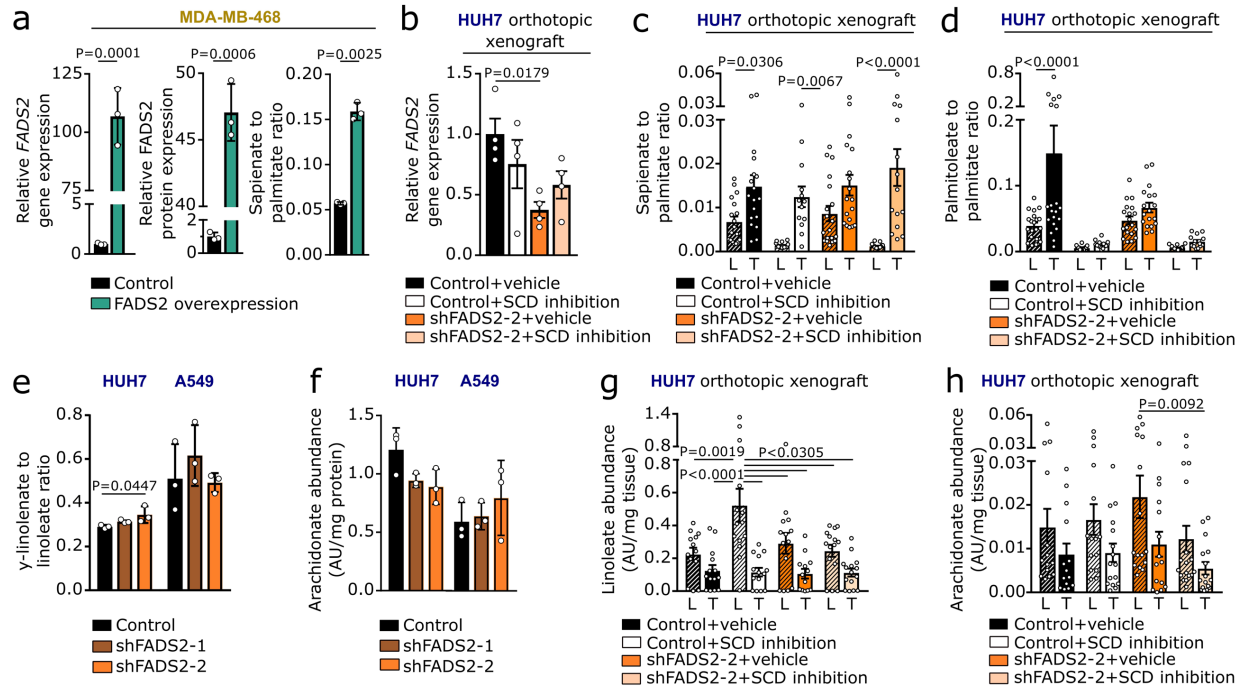 a
MDA-MB-468
P=0.0001
P=0.0006
P=0.0025
Relative FADS2
gene expression
125
100
75
5
0
Relative FADS2
protein expression
50
45
40
2
0
Sapienate to
palmitate ratio
0.20
0.15
0.10
0.05
0.00
Control
FADS2 overexpression
b
HUH7 orthotopic
xenograft
P=0.0179
Relative FADS2
gene expression
1.5
1.0
0.5
0.0
Control+vehicle
Control+SCD inhibition
shFADS2-2+vehicle
shFADS2-2+SCD inhibition
c
HUH7 orthotopic xenograft
P=0.0306
P=0.0067
P<0.0001
Sapienate to
palmitate ratio
0.06
0.04
0.03
0.02
0.01
0.00
L T L T L T L T
Control+vehicle
Control+SCD inhibition
shFADS2-2+vehicle
shFADS2-2+SCD inhibition
d
HUH7 orthotopic xenograft
P<0.0001
Palmitoleate to
palmitate ratio
0.8
0.2
0.2
0.1
0.0
L T L T L T L T
Control+vehicle
Control+SCD inhibition
shFADS2-2+vehicle
shFADS2-2+SCD inhibition
e
HUH7 A549
P=0.0447
y-linolenate to
linoleate ratio
0.8
0.6
0.4
0.2
0.0
Control
shFADS2-1
shFADS2-2
f
HUH7 A549
Arachidonate abundance
(AU/mg protein)
1.5
1.0
0.5
0.0
Control
shFADS2-1
shFADS2-2
g
HUH7 orthotopic xenograft
P=0.0019
P<0.0305
P<0.0001
Linoleate abundance
(AU/mg tissue)
1.4
0.8
0.8
0.6
0.4
0.2
0.0
L T L T L T L T
Control+vehicle
Control+SCD inhibition
shFADS2-2+vehicle
shFADS2-2+SCD inhibition
h
HUH7 orthotopic xenograft
P=0.0092
Arachidonate abundance
(AU/mg tissue)
0.06
0.03
0.03
0.01
0.00
L T L T L T L T
Control+vehicle
Control+SCD inhibition
shFADS2-2+vehicle
shFADS2-2+SCD inhibition